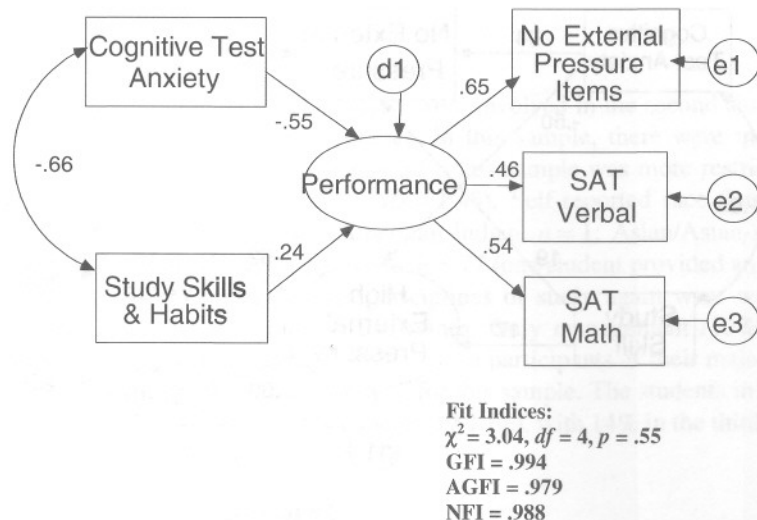 Cognitive Test
Anxiety
d1
No External
Pressure
Items
e1
.65
-.55
-.66
Performance
.46
SAT
Verbal
e2
.24
.54
Study Skills
& Habits
SAT
Math
e3
Fit Indices:
χ² = 3.04, df = 4, p = .55
GFI = .994
AGFI = .979
NFI = .988